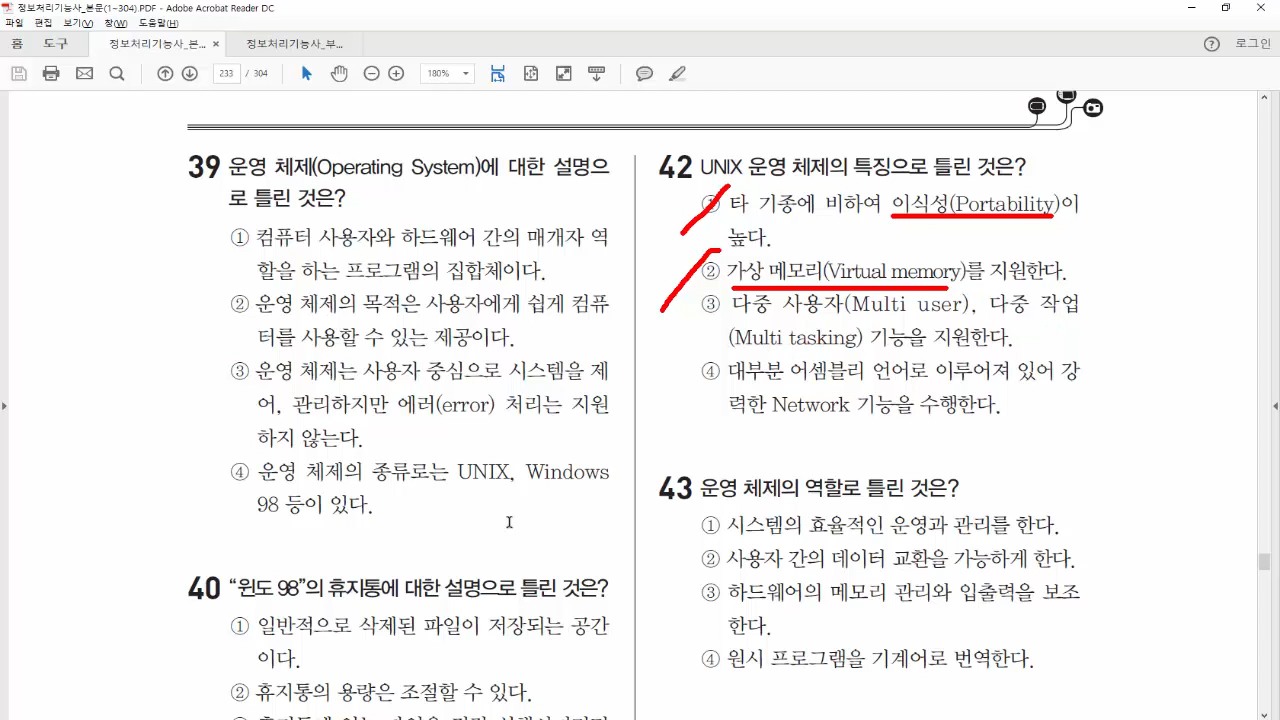 정보처리기능사_본문(1~304).PDF - Adobe Acrobat Reader DC
파일 편집 보기(V) 창(W) 도움말(H)
홈 도구 정보처리기능사_본... × 정보처리기능사_부... 로그인
233 / 304 180%
39 운영 체제(Operating System)에 대한 설명으
로 틀린 것은?
① 컴퓨터 사용자와 하드웨어 간의 매개자 역
할을 하는 프로그램의 집합체이다.
② 운영 체제의 목적은 사용자에게 쉽게 컴퓨
터를 사용할 수 있는 제공이다.
③ 운영 체제는 사용자 중심으로 시스템을 제
어, 관리하지만 에러(error) 처리는 지원
하지 않는다.
④ 운영 체제의 종류로는 UNIX, Windows
98 등이 있다.
40 “윈도 98”의 휴지통에 대한 설명으로 틀린 것은?
① 일반적으로 삭제된 파일이 저장되는 공간
이다.
② 휴지통의 용량은 조절할 수 있다.
42 UNIX 운영 체제의 특징으로 틀린 것은?
① 타 기종에 비하여 이식성(Portability)이
높다.
② 가상 메모리(Virtual memory)를 지원한다.
③ 다중 사용자(Multi user), 다중 작업
(Multi tasking) 기능을 지원한다.
④ 대부분 어셈블리 언어로 이루어져 있어 강
력한 Network 기능을 수행한다.
43 운영 체제의 역할로 틀린 것은?
① 시스템의 효율적인 운영과 관리를 한다.
② 사용자 간의 데이터 교환을 가능하게 한다.
③ 하드웨어의 메모리 관리와 입출력을 보조
한다.
④ 원시 프로그램을 기계어로 번역한다.